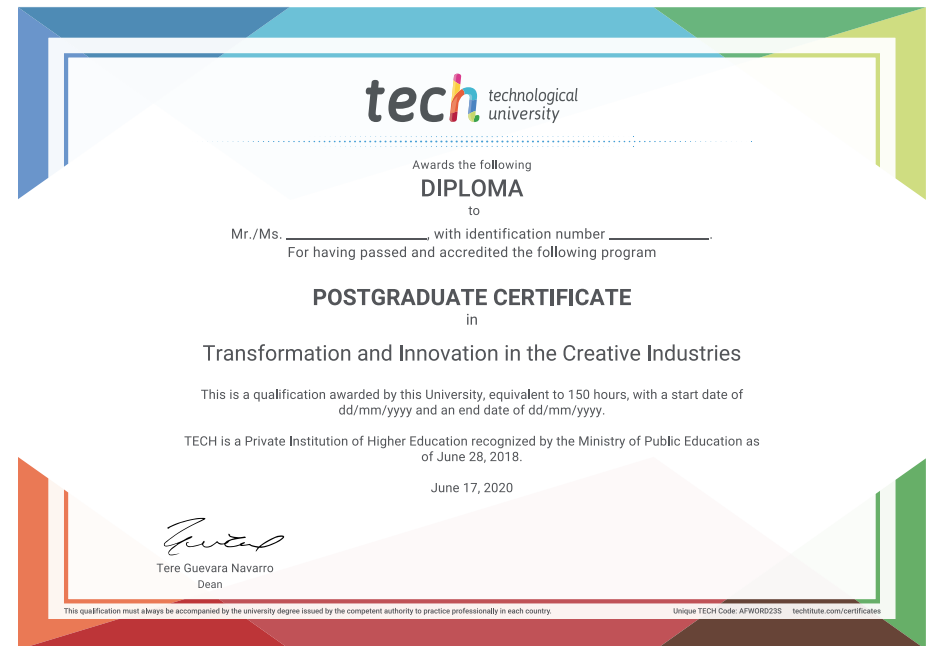 tech technological
university
Awards the following
DIPLOMA
to
Mr./Ms. ____________________, with identification number ______________.
For having passed and accredited the following program
POSTGRADUATE CERTIFICATE
in
Transformation and Innovation in the Creative Industries
This is a qualification awarded by this University, equivalent to 150 hours, with a start date of
dd/mm/yyyy and an end date of dd/mm/yyyy.
TECH is a Private Institution of Higher Education recognized by the Ministry of Public Education as
of June 28, 2018.
June 17, 2020
Tere Guevara Navarro
Dean
This qualification must always be accompanied by the university degree issued by the competent authority to practice professionally in each country. Unique TECH Code: AFWORD23S techtitute.com/certificates